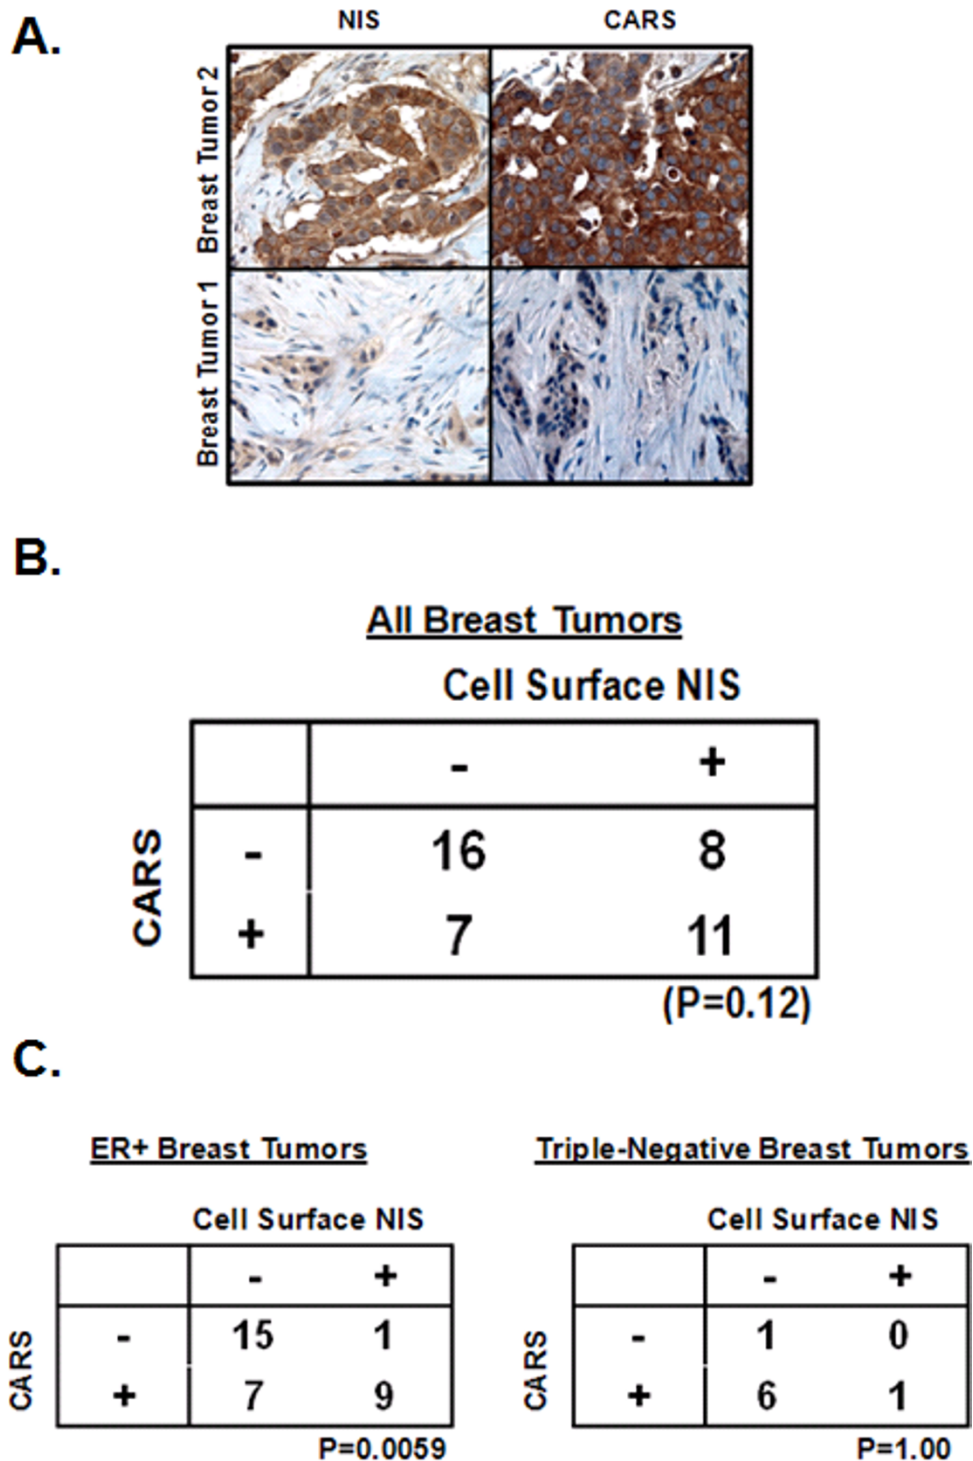 A.
NIS CARS
Breast Tumor 2
Breast Tumor 1
B.
All Breast Tumors
Cell Surface NIS
- +
CARS
- 16 8
+ 7 11
(P=0.12)
C.
ER+ Breast Tumors
Cell Surface NIS
- +
CARS
- 15 1
+ 7 9
P=0.0059
Triple-Negative Breast Tumors
Cell Surface NIS
- +
CARS
- 1 0
+ 6 1
P=1.00